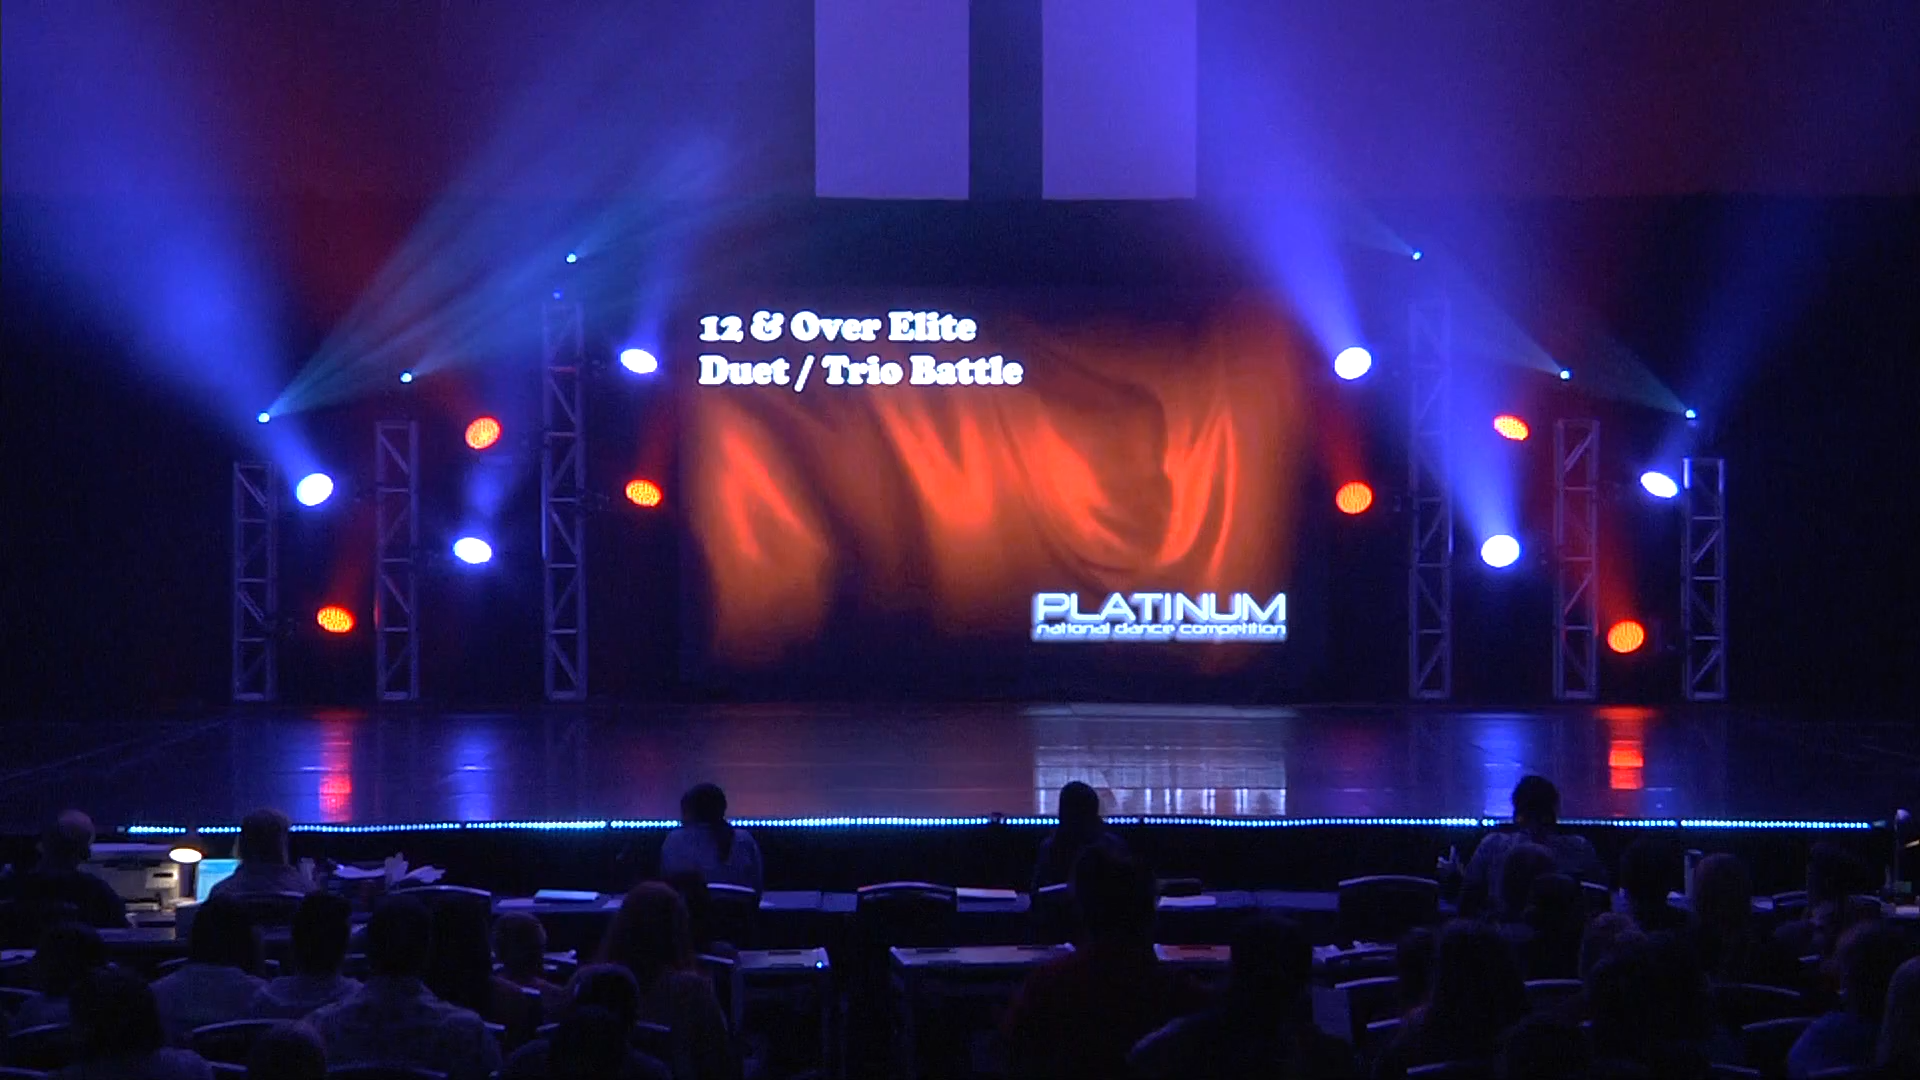 12 & Over Elite
Duet / Trio Battle
PLATINUM
national dance competition